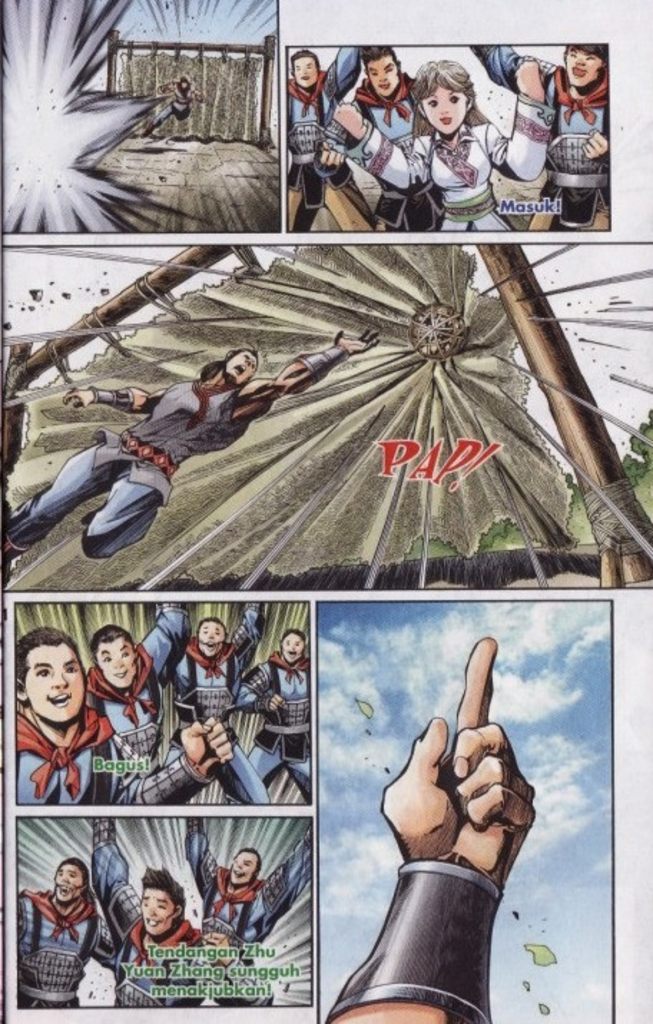 Masuk!
PAP!
Bagus!
Tendangan Zhu
Yuan Zhang sungguh
menakjubkan!